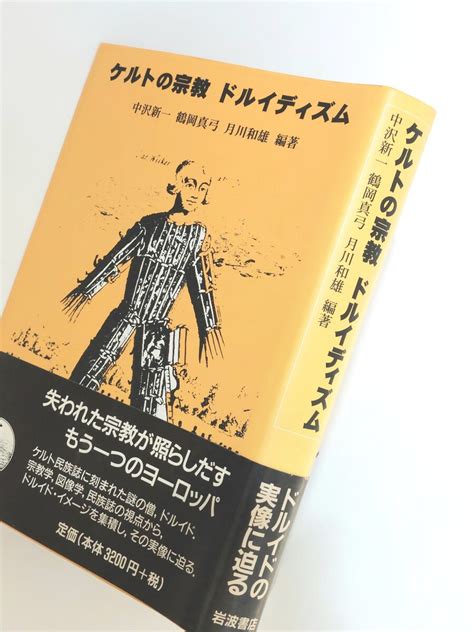 ケルトの宗教 ドルイディズム
中沢新一 鶴岡真弓 月川和雄 編著
失われた宗教が照らしだす
もう一つのヨーロッパ
ケルト民族誌に刻まれた謎の僧,ドルイド.
宗教学,図像学,民族誌の視点から,
ドルイド・イメージを集積し,その実像に迫る.
定価(本体3200円+税)
ケルトの宗教 ドルイディズム
中沢新一 鶴岡真弓 月川和雄 編著
ドルイドの
実像に迫る
岩波書店